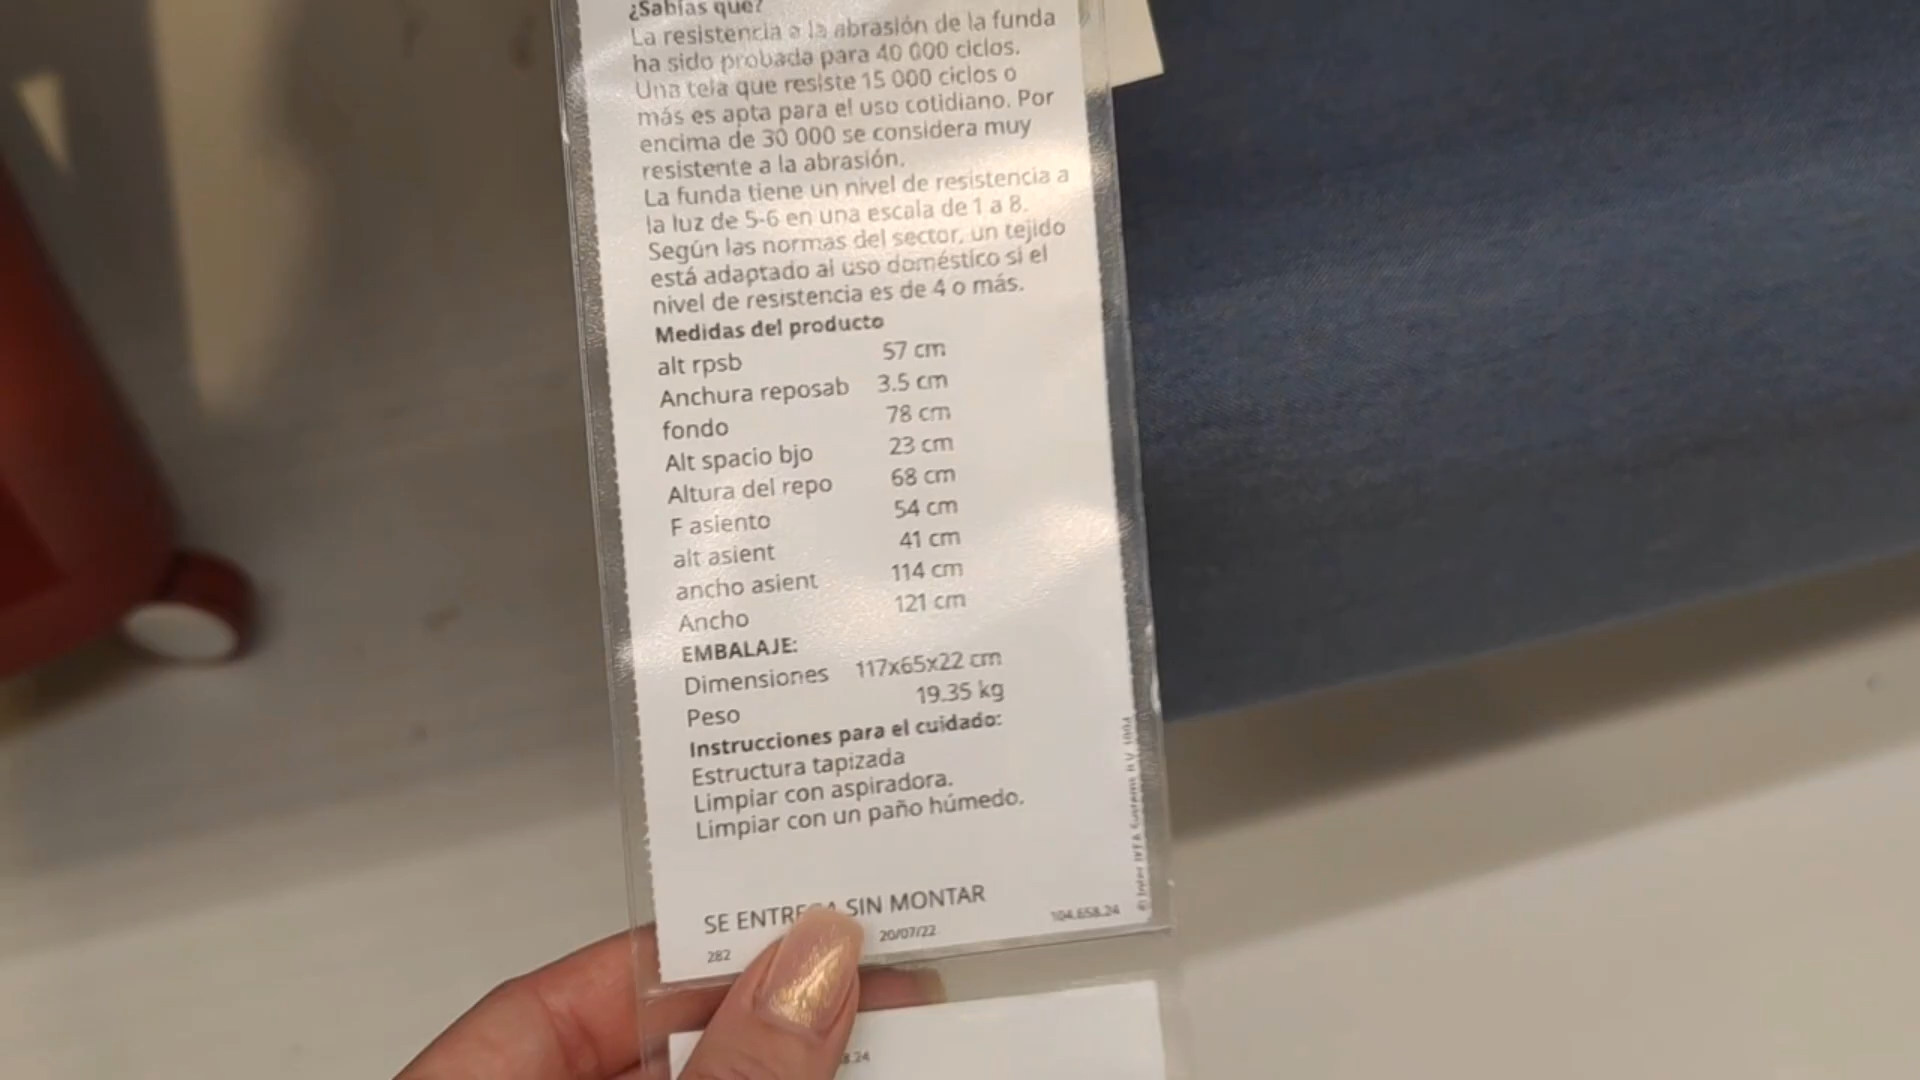 ¿Sabías que?
La resistencia a la abrasión de la funda
ha sido probada para 40 000 ciclos.
Una tela que resiste 15 000 ciclos o
más es apta para el uso cotidiano. Por
encima de 30 000 se considera muy
resistente a la abrasión.
La funda tiene un nivel de resistencia a
la luz de 5-6 en una escala de 1 a 8.
Según las normas del sector, un tejido
está adaptado al uso doméstico si el
nivel de resistencia es de 4 o más.
Medidas del producto
alt rpsb 57 cm
Anchura reposab 3.5 cm
fondo 78 cm
Alt spacio bjo 23 cm
Altura del repo 68 cm
F asiento 54 cm
alt asient 41 cm
ancho asient 114 cm
Ancho 121 cm
EMBALAJE:
Dimensiones 117x65x22 cm
Peso 19.35 kg
Instrucciones para el cuidado:
Estructura tapizada
Limpiar con aspiradora.
Limpiar con un paño húmedo.
SE ENTREGA SIN MONTAR
282 20/07/22 104.658.24
© Inter IKEA Systems B.V.
8.24